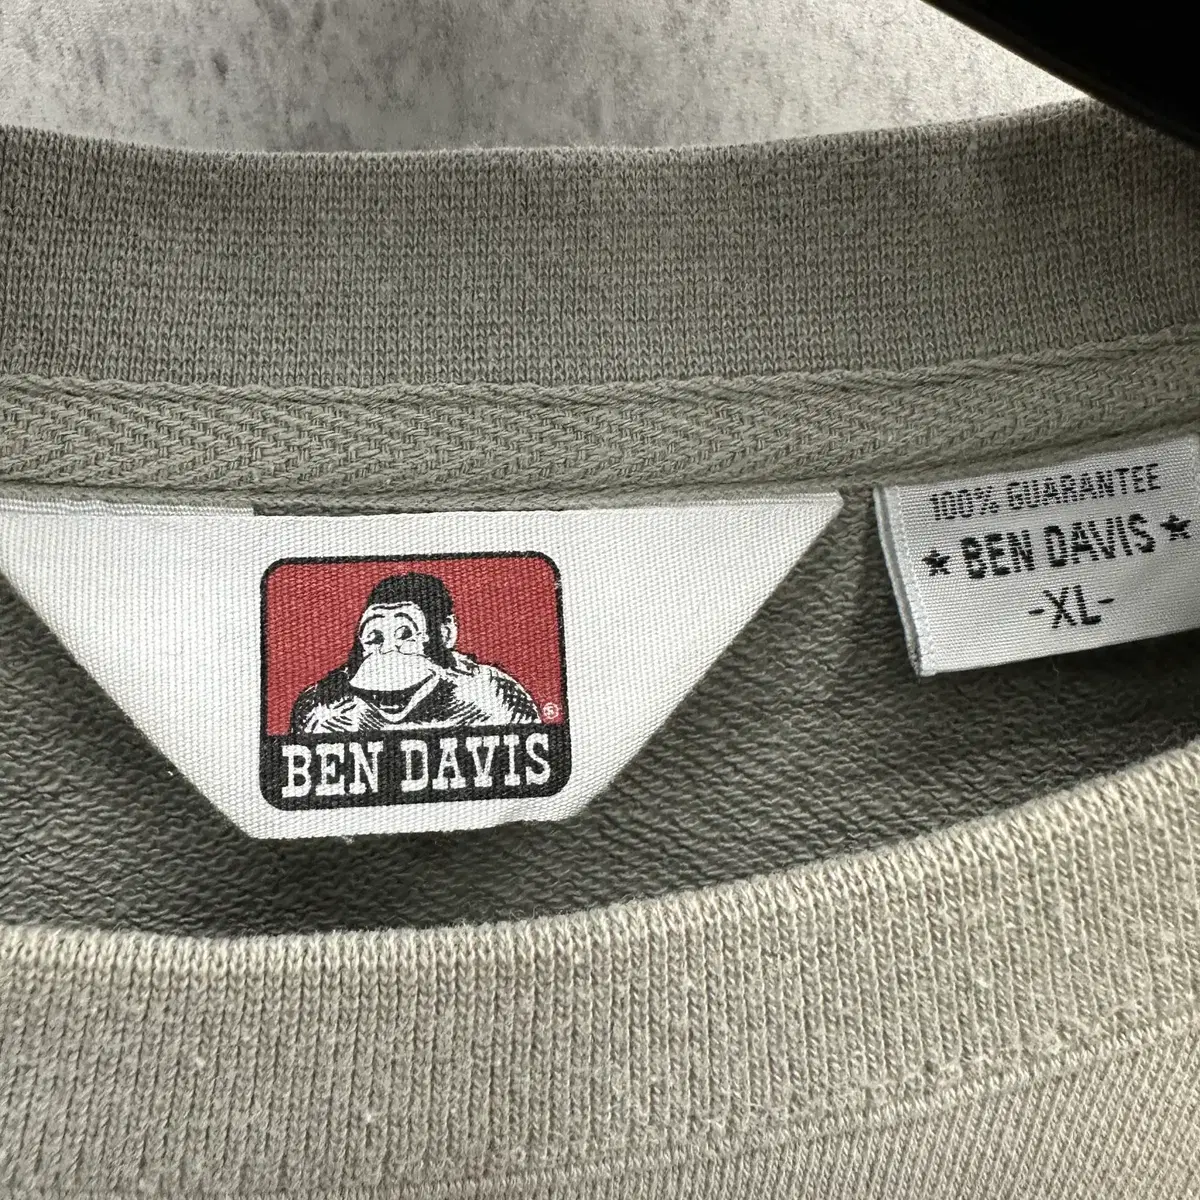 BEN DAVIS
®
100% GUARANTEE
★ BEN DAVIS ★
-XL-